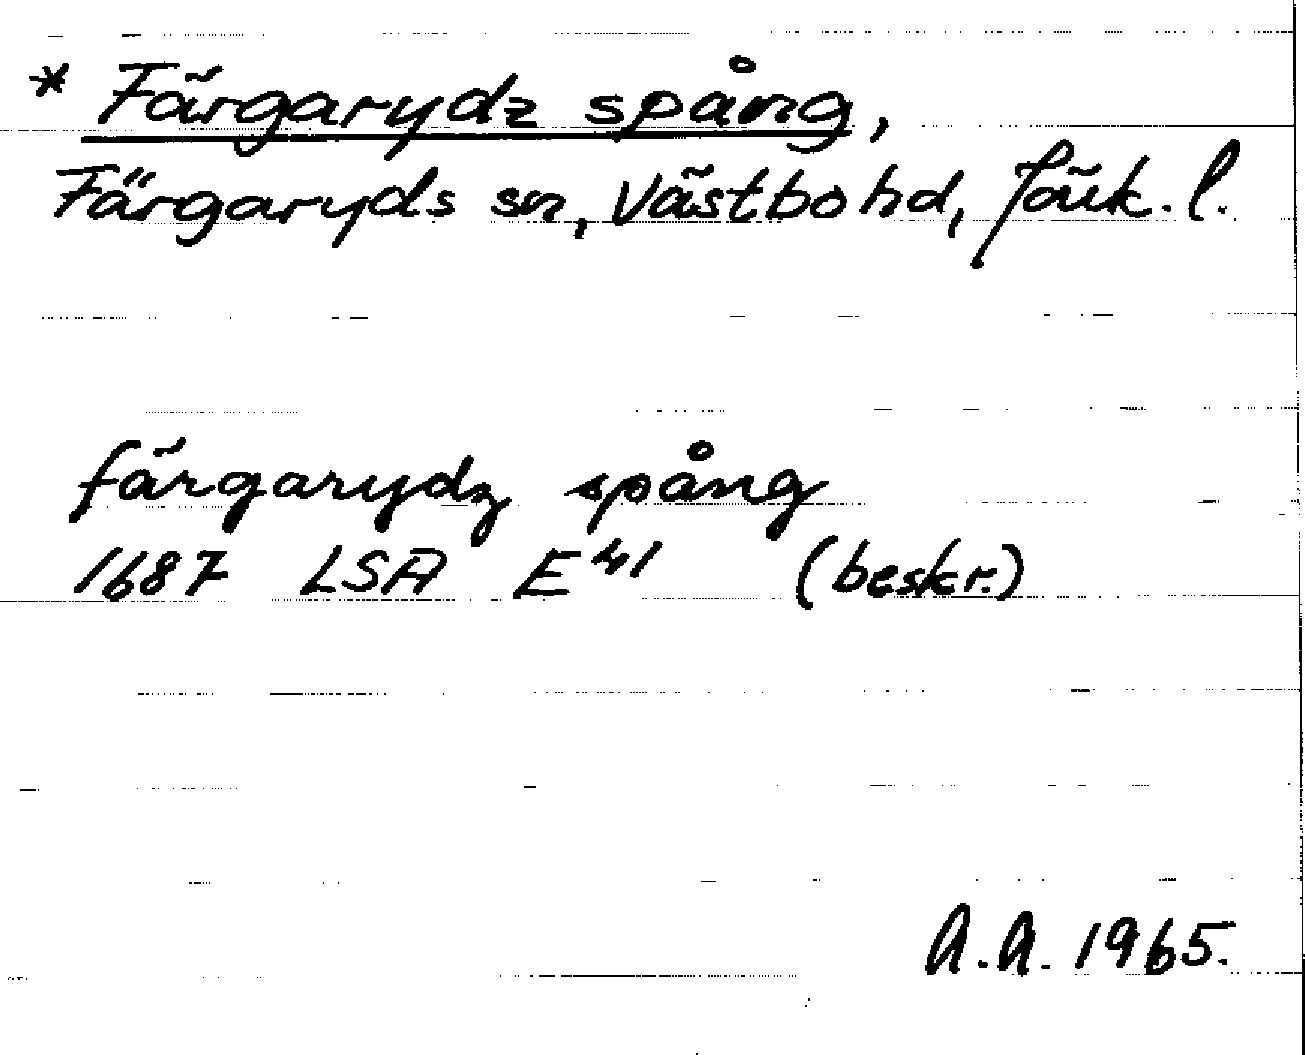 * Färgarydz spång,
Färgaryds sn, Västbo hd, Jönk. l.
färgarydz spång
1687 LSA E41 (beskr.)
A.A. 1965.